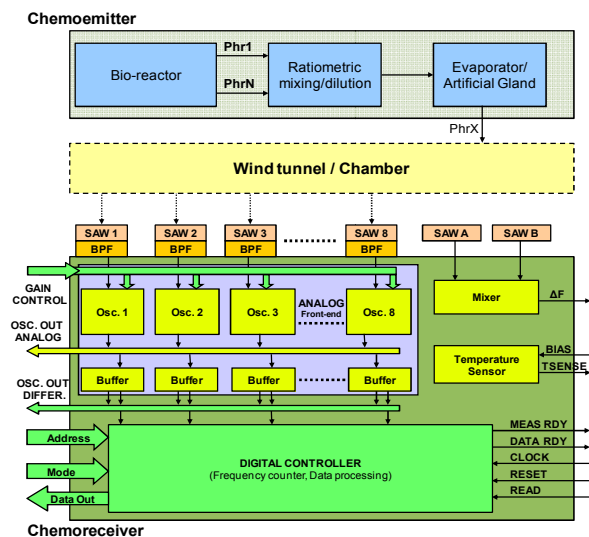 Chemoemitter
Bio-reactor
Phr1
PhrN
Ratiometric
mixing/dilution
Evaporator/
Artificial Gland
PhrX
Wind tunnel / Chamber
SAW 1
SAW 2
SAW 3
SAW 8
SAW A
SAW B
BPF
BPF
BPF
BPF
GAIN
CONTROL
Osc. 1
Osc. 2
Osc. 3
ANALOG
Front-end
Osc. 8
Mixer
ΔF
OSC. OUT
ANALOG
Buffer
Buffer
Buffer
Buffer
Temperature
Sensor
BIAS
TSENSE
OSC. OUT
DIFFER.
Address
Mode
Data Out
DIGITAL CONTROLLER
(Frequency counter, Data processing)
MEAS RDY
DATA RDY
CLOCK
RESET
READ
Chemoreceiver